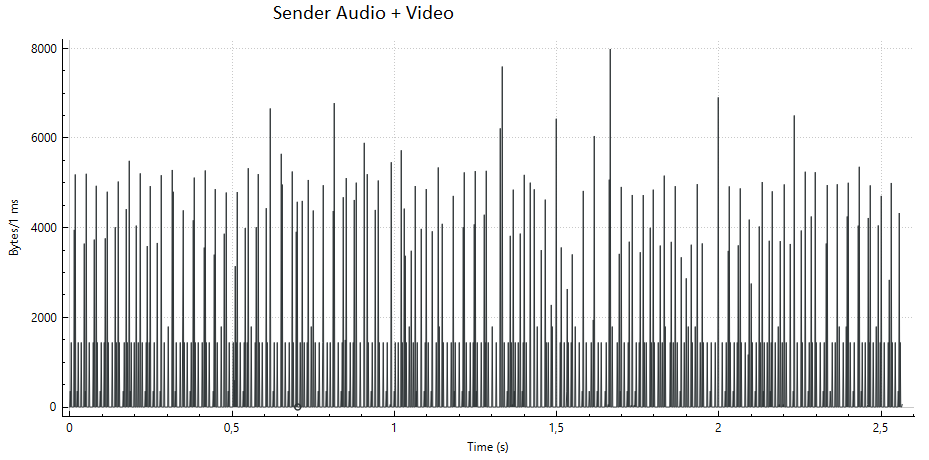 Sender Audio + Video
8000
6000
4000
2000
0
Bytes/1 ms
0 0,5 1 1,5 2 2,5
Time (s)